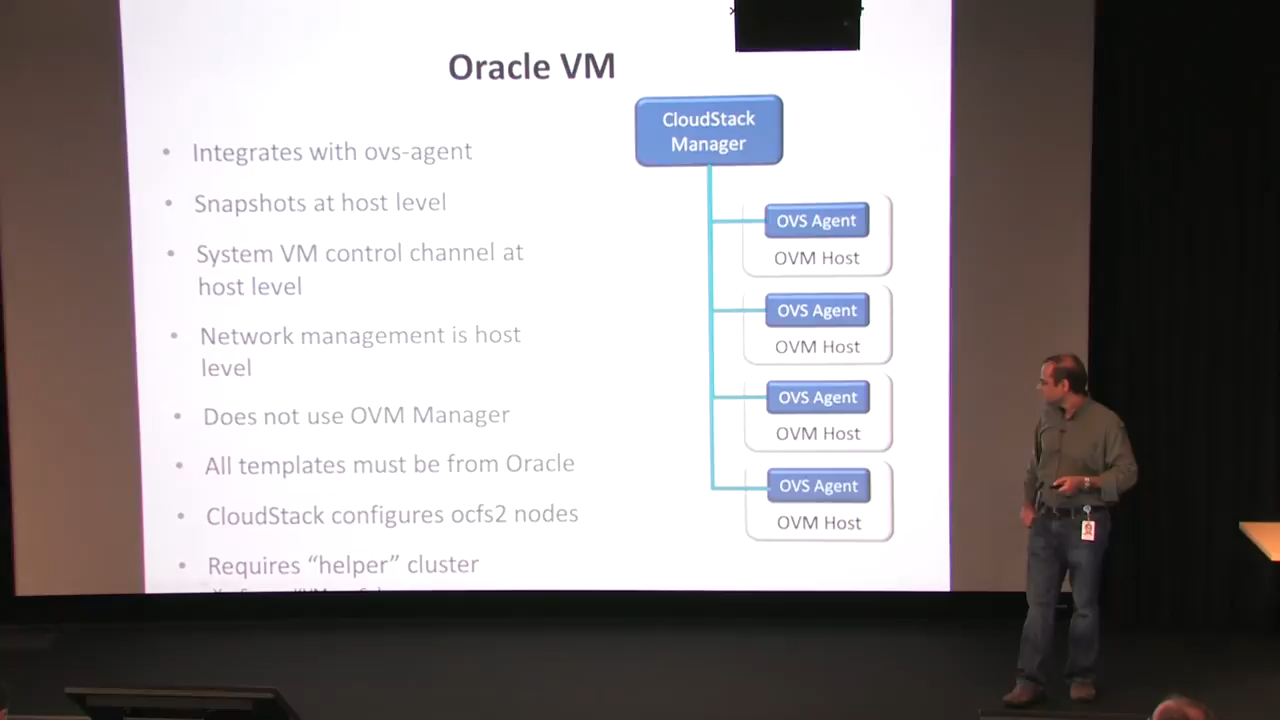 Oracle VM
• Integrates with ovs-agent
• Snapshots at host level
• System VM control channel at
host level
• Network management is host
level
• Does not use OVM Manager
• All templates must be from Oracle
• CloudStack configures ocfs2 nodes
• Requires “helper” cluster
CloudStack
Manager
OVS Agent
OVM Host
OVS Agent
OVM Host
OVS Agent
OVM Host
OVS Agent
OVM Host